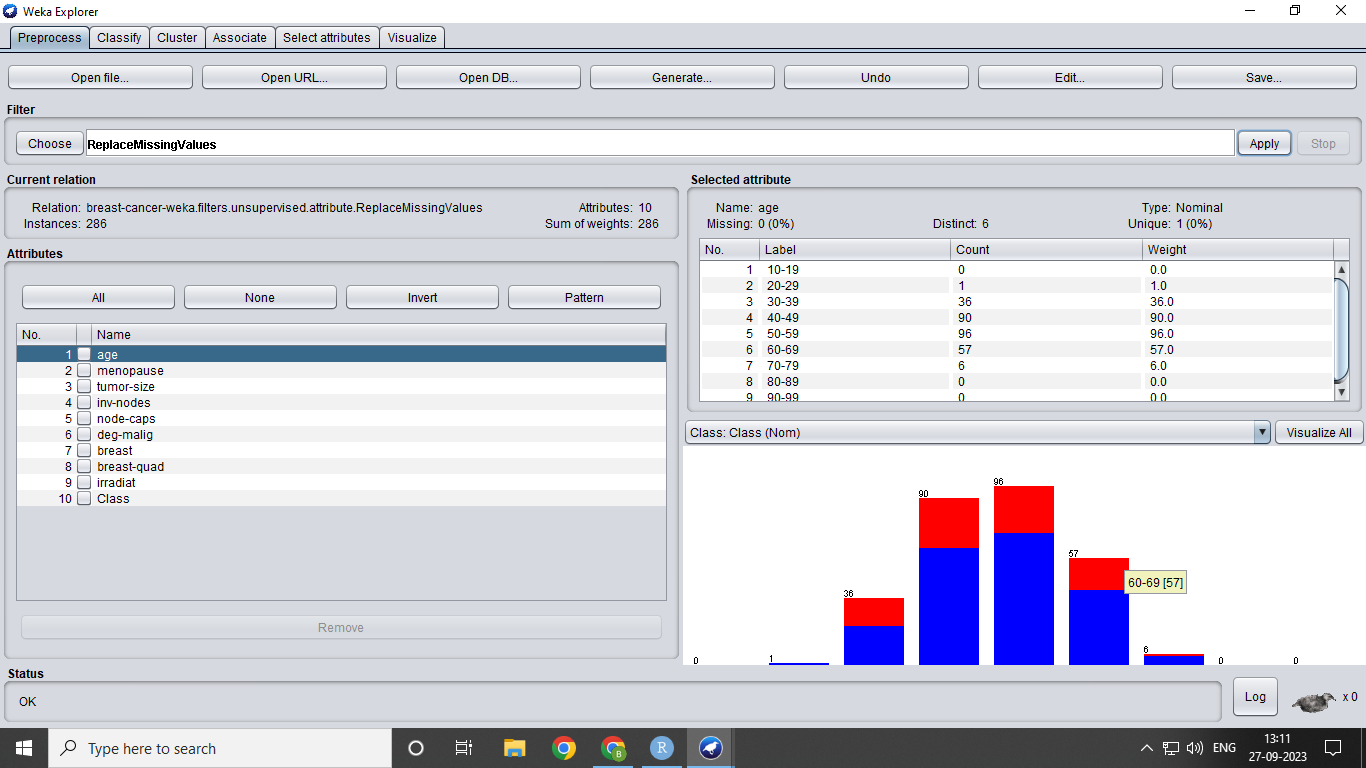 Weka Explorer
Preprocess Classify Cluster Associate Select attributes Visualize
Open file... Open URL... Open DB... Generate... Undo Edit... Save...
Filter
Choose ReplaceMissingValues Apply Stop
Current relation
Relation: breast-cancer-weka.filters.unsupervised.attribute.ReplaceMissingValues Attributes: 10
Instances: 286 Sum of weights: 286
Attributes
All None Invert Pattern
No. Name
1 age
2 menopause
3 tumor-size
4 inv-nodes
5 node-caps
6 deg-malig
7 breast
8 breast-quad
9 irradiat
10 Class
Remove
Selected attribute
Name: age Type: Nominal
Missing: 0 (0%) Distinct: 6 Unique: 1 (0%)
No. Label Count Weight
1 10-19 0 0.0
2 20-29 1 1.0
3 30-39 36 36.0
4 40-49 90 90.0
5 50-59 96 96.0
6 60-69 57 57.0
7 70-79 6 6.0
8 80-89 0 0.0
9 90-99 0 0.0
Class: Class (Nom) Visualize All
0 1 36 90 96 57 6 0 0
60-69 [57]
Status
OK
Log x 0
Type here to search
B
R
ENG
13:11
27-09-2023